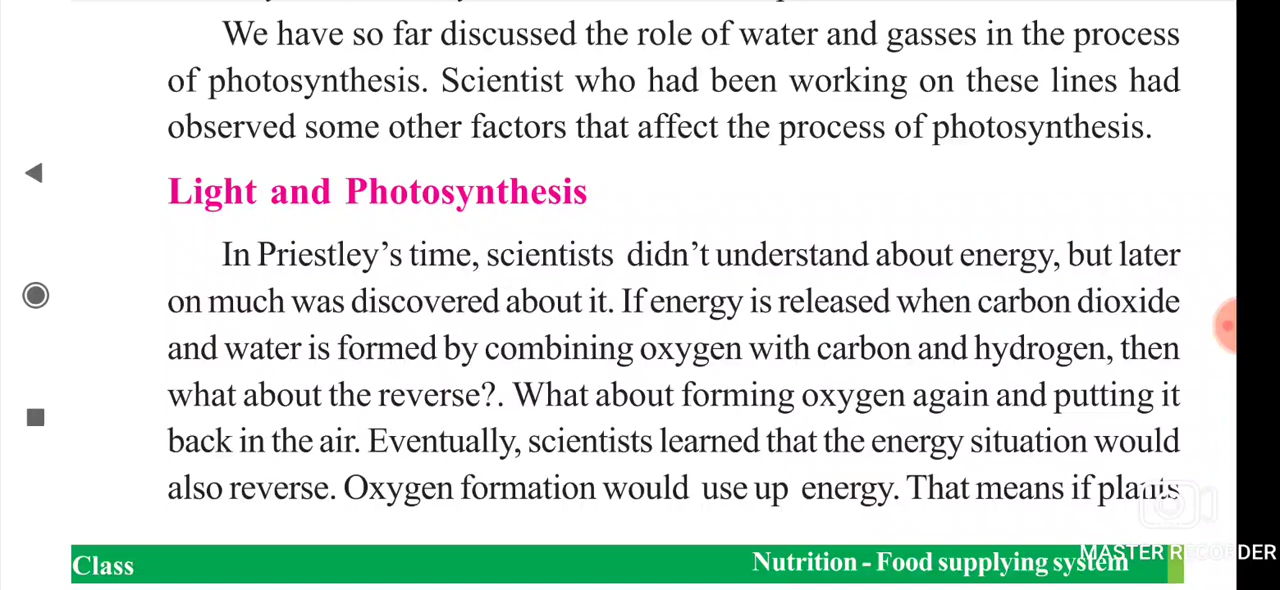 We have so far discussed the role of water and gasses in the process
of photosynthesis. Scientist who had been working on these lines had
observed some other factors that affect the process of photosynthesis.
Light and Photosynthesis
In Priestley's time, scientists didn't understand about energy, but later
on much was discovered about it. If energy is released when carbon dioxide
and water is formed by combining oxygen with carbon and hydrogen, then
what about the reverse?. What about forming oxygen again and putting it
back in the air. Eventually, scientists learned that the energy situation would
also reverse. Oxygen formation would use up energy. That means if plants
Class
Nutrition - Food supplying system
MASTER RECORDER